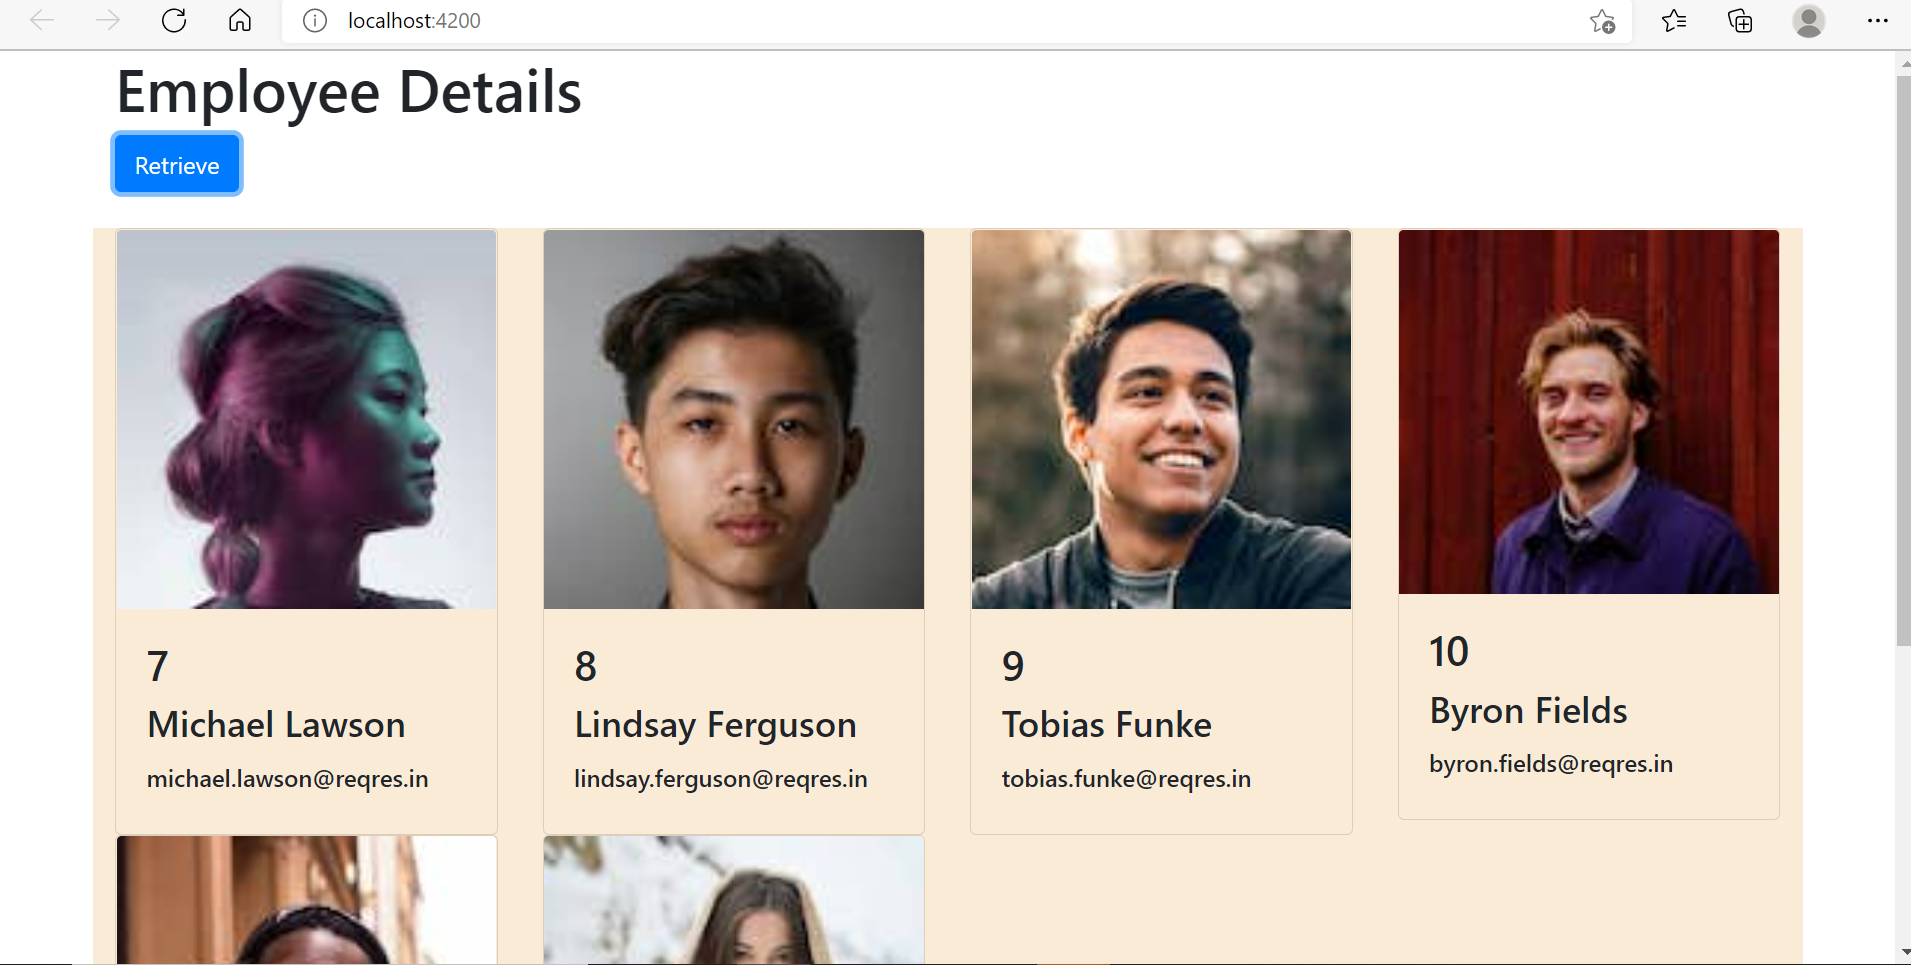 localhost:4200
Employee Details
Retrieve
7
Michael Lawson
michael.lawson@reqres.in
8
Lindsay Ferguson
lindsay.ferguson@reqres.in
9
Tobias Funke
tobias.funke@reqres.in
10
Byron Fields
byron.fields@reqres.in